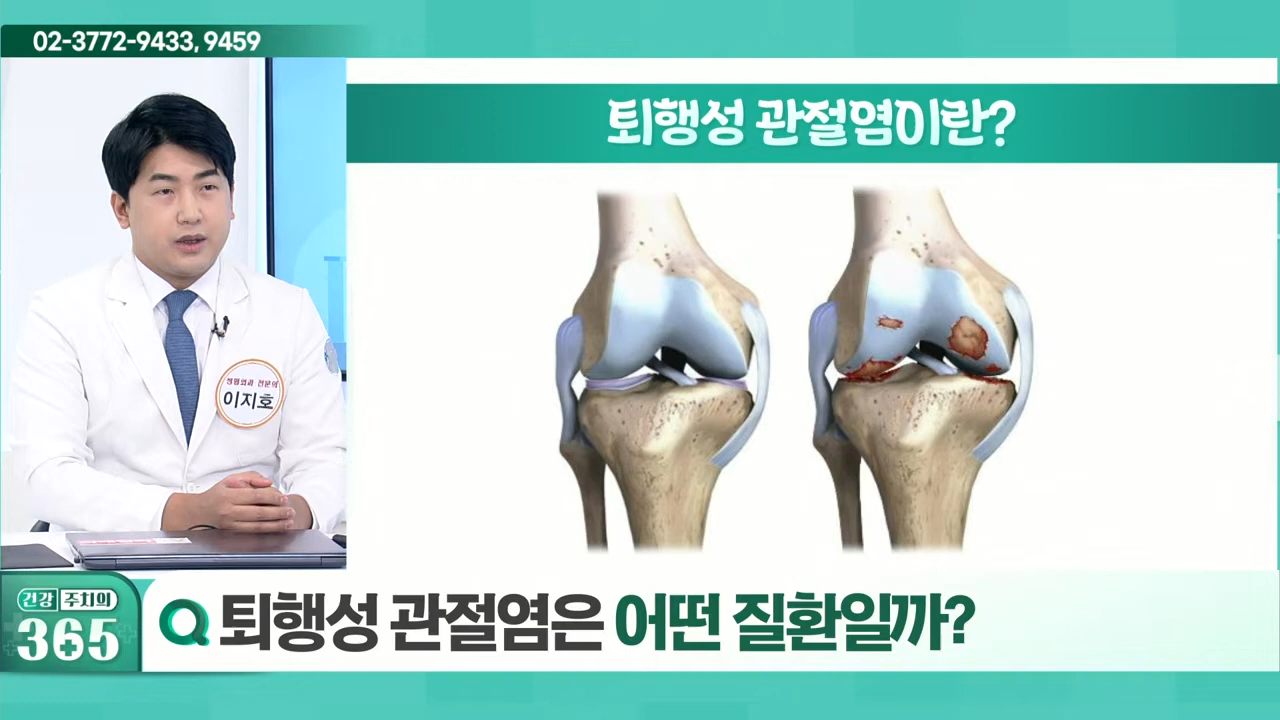 02-3772-9433, 9459
퇴행성 관절염이란?
정형외과 전문의
이지호
건강 주치의
365
Q 퇴행성 관절염은 어떤 질환일까?